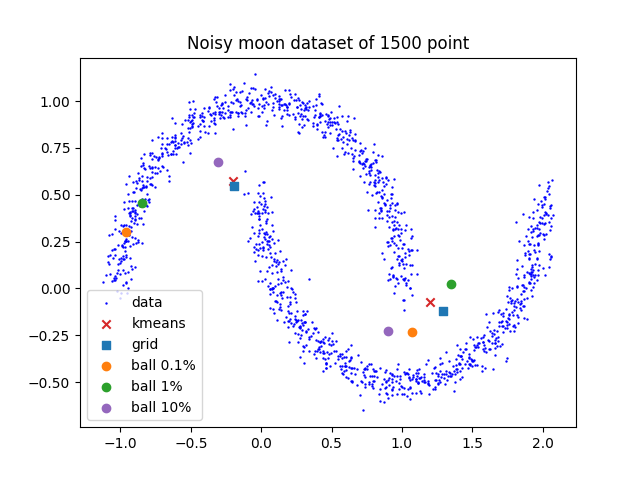 Noisy moon dataset of 1500 point
1.00
0.75
0.50
0.25
0.00
−0.25
−0.50
data
kmeans
grid
ball 0.1%
ball 1%
ball 10%
−1.0 −0.5 0.0 0.5 1.0 1.5 2.0